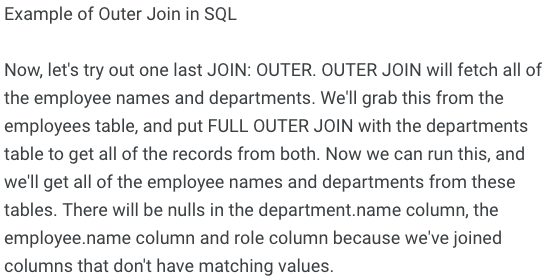 Example of Outer Join in SQL
Now, let's try out one last JOIN: OUTER. OUTER JOIN will fetch all of
the employee names and departments. We'll grab this from the
employees table, and put FULL OUTER JOIN with the departments
table to get all of the records from both. Now we can run this, and
we'll get all of the employee names and departments from these
tables. There will be nulls in the department.name column, the
employee.name column and role column because we've joined
columns that don't have matching values.